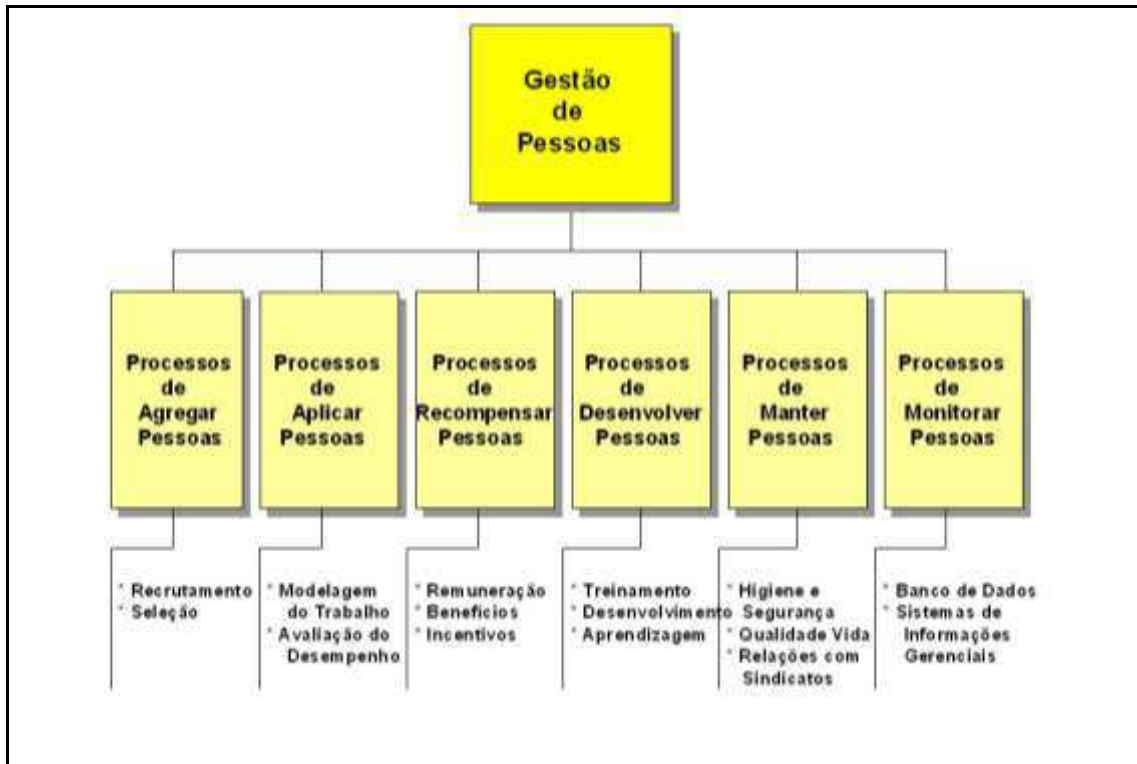 Gestão
de
Pessoas
Processos
de
Agregar
Pessoas
Processos
de
Aplicar
Pessoas
Processos
de
Recompensar
Pessoas
Processos
de
Desenvolver
Pessoas
Processos
de
Manter
Pessoas
Processos
de
Monitorar
Pessoas
* Recrutamento
* Seleção
* Modelagem
do Trabalho
* Avaliação do
Desempenho
* Remuneração
* Benefícios
* Incentivos
* Treinamento
* Desenvolvimento
* Aprendizagem
* Higiene e
Segurança
* Qualidade Vida
* Relações com
Sindicatos
* Banco de Dados
* Sistemas de
Informações
Gerenciais